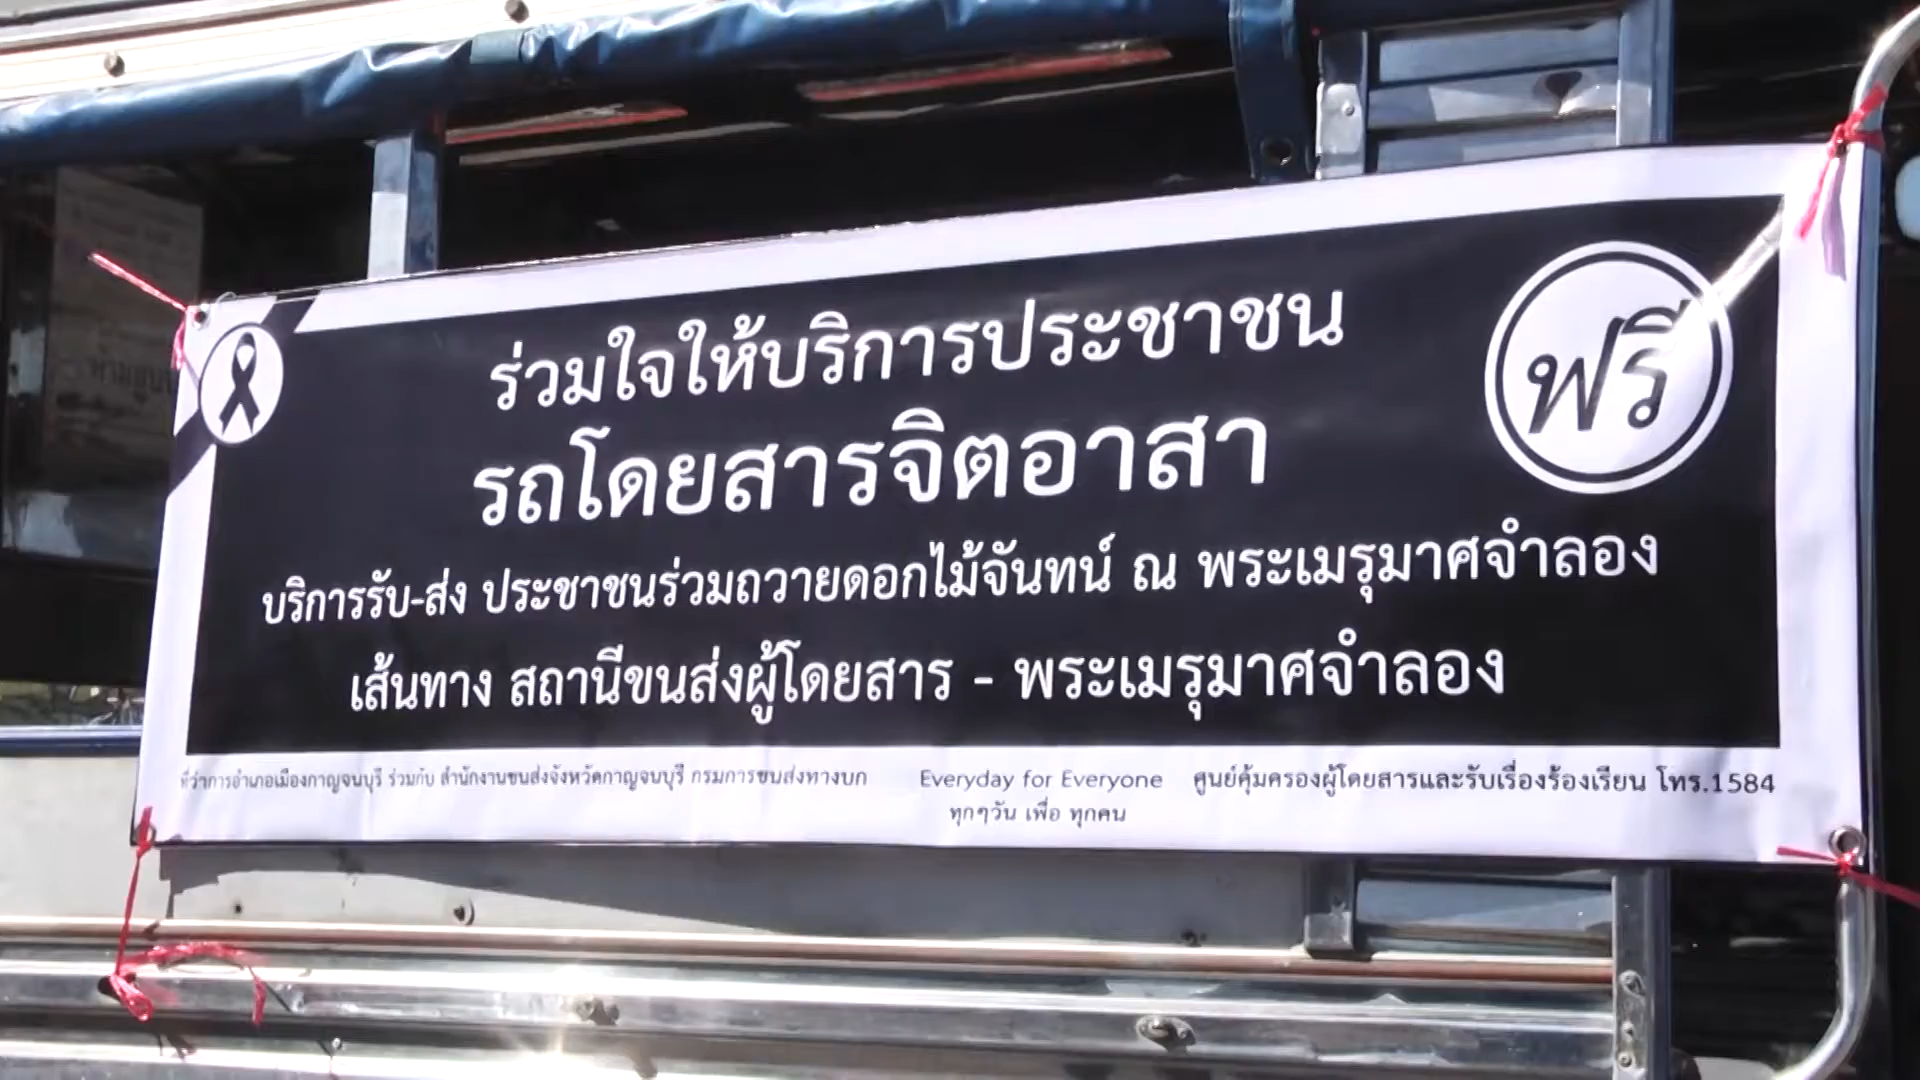 ร่วมใจให้บริการประชาชน
ฟรี
รถโดยสารจิตอาสา
บริการรับ-ส่ง ประชาชนร่วมถวายดอกไม้จันทน์ ณ พระเมรุมาศจำลอง
เส้นทาง สถานีขนส่งผู้โดยสาร - พระเมรุมาศจำลอง
ที่ว่าการอำเภอเมืองกาญจนบุรี ร่วมกับ สำนักงานขนส่งจังหวัดกาญจนบุรี กรมการขนส่งทางบก
Everyday for Everyone
ทุกๆวัน เพื่อ ทุกคน
ศูนย์คุ้มครองผู้โดยสารและรับเรื่องร้องเรียน โทร.1584